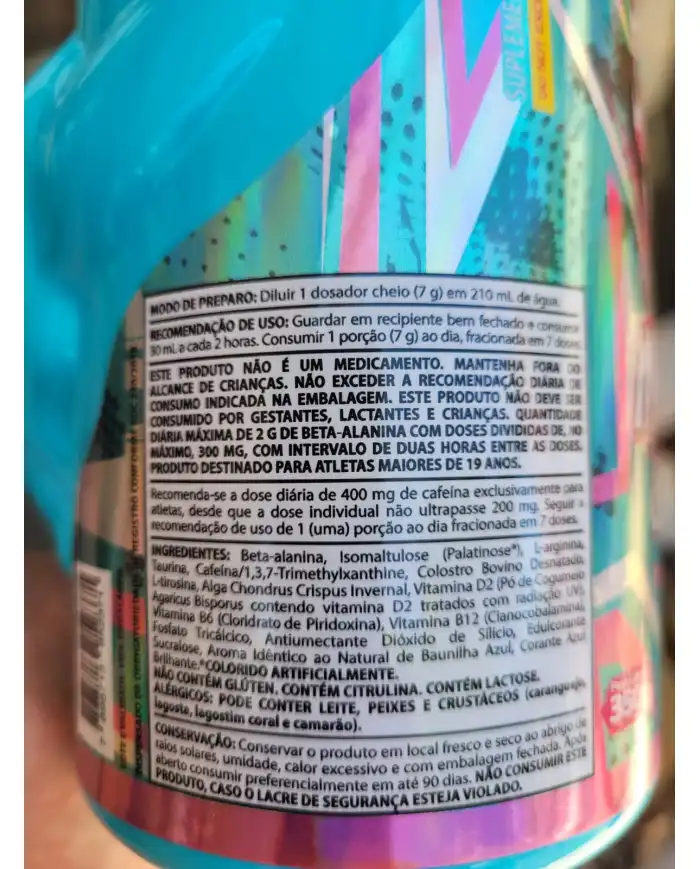 SUPLEME
DO NOT EXCE
MODO DE PREPARO: Diluir 1 dosador cheio (7 g) em 210 mL de água.
RECOMENDAÇÃO DE USO: Guardar em recipiente bem fechado e consumir
30 mL a cada 2 horas. Consumir 1 porção (7 g) ao dia, fracionada em 7 doses.
ESTE PRODUTO NÃO É UM MEDICAMENTO. MANTENHA FORA DO
ALCANCE DE CRIANÇAS. NÃO EXCEDER A RECOMENDAÇÃO DIÁRIA DE
CONSUMO INDICADA NA EMBALAGEM. ESTE PRODUTO NÃO DEVE SER
CONSUMIDO POR GESTANTES, LACTANTES E CRIANÇAS. QUANTIDADE
DIÁRIA MÁXIMA DE 2 G DE BETA-ALANINA COM DOSES DIVIDIDAS DE, NO
MÁXIMO, 300 MG, COM INTERVALO DE DUAS HORAS ENTRE AS DOSES.
PRODUTO DESTINADO PARA ATLETAS MAIORES DE 19 ANOS.
Recomenda-se a dose diária de 400 mg de cafeína exclusivamente para
atletas, desde que a dose individual não ultrapasse 200 mg. Seguir a
recomendação de uso de 1 (uma) porção ao dia fracionada em 7 doses.
INGREDIENTES: Beta-alanina, Isomaltulose (Palatinose*), L-arginina,
Taurina, Cafeína/1,3,7-Trimethylxanthine, Colostro Bovino Desnatado,
L-tirosina, Alga Chondrus Crispus Invernal, Vitamina D2 (Pó de Cogumelo
Agaricus Bisporus contendo vitamina D2 tratados com radiação UV),
Vitamina B6 (Cloridrato de Piridoxina), Vitamina B12 (Cianocobalamina),
Fosfato Tricálcico, Antiumectante Dióxido de Silício, Edulcorante
Sucralose, Aroma Idêntico ao Natural de Baunilha Azul, Corante Azul
Brilhante.*COLORIDO ARTIFICIALMENTE.
NÃO CONTÉM GLÚTEN. CONTÉM CITRULINA. CONTÉM LACTOSE.
ALÉRGICOS: PODE CONTER LEITE, PEIXES E CRUSTÁCEOS (caranguejo,
lagosta, lagostim coral e camarão).
CONSERVAÇÃO: Conservar o produto em local fresco e seco ao abrigo de
raios solares, umidade, calor excessivo e com embalagem fechada. Após
aberto consumir preferencialmente em até 90 dias. NÃO CONSUMIR ESTE
PRODUTO, CASO O LACRE DE SEGURANÇA ESTEJA VIOLADO.